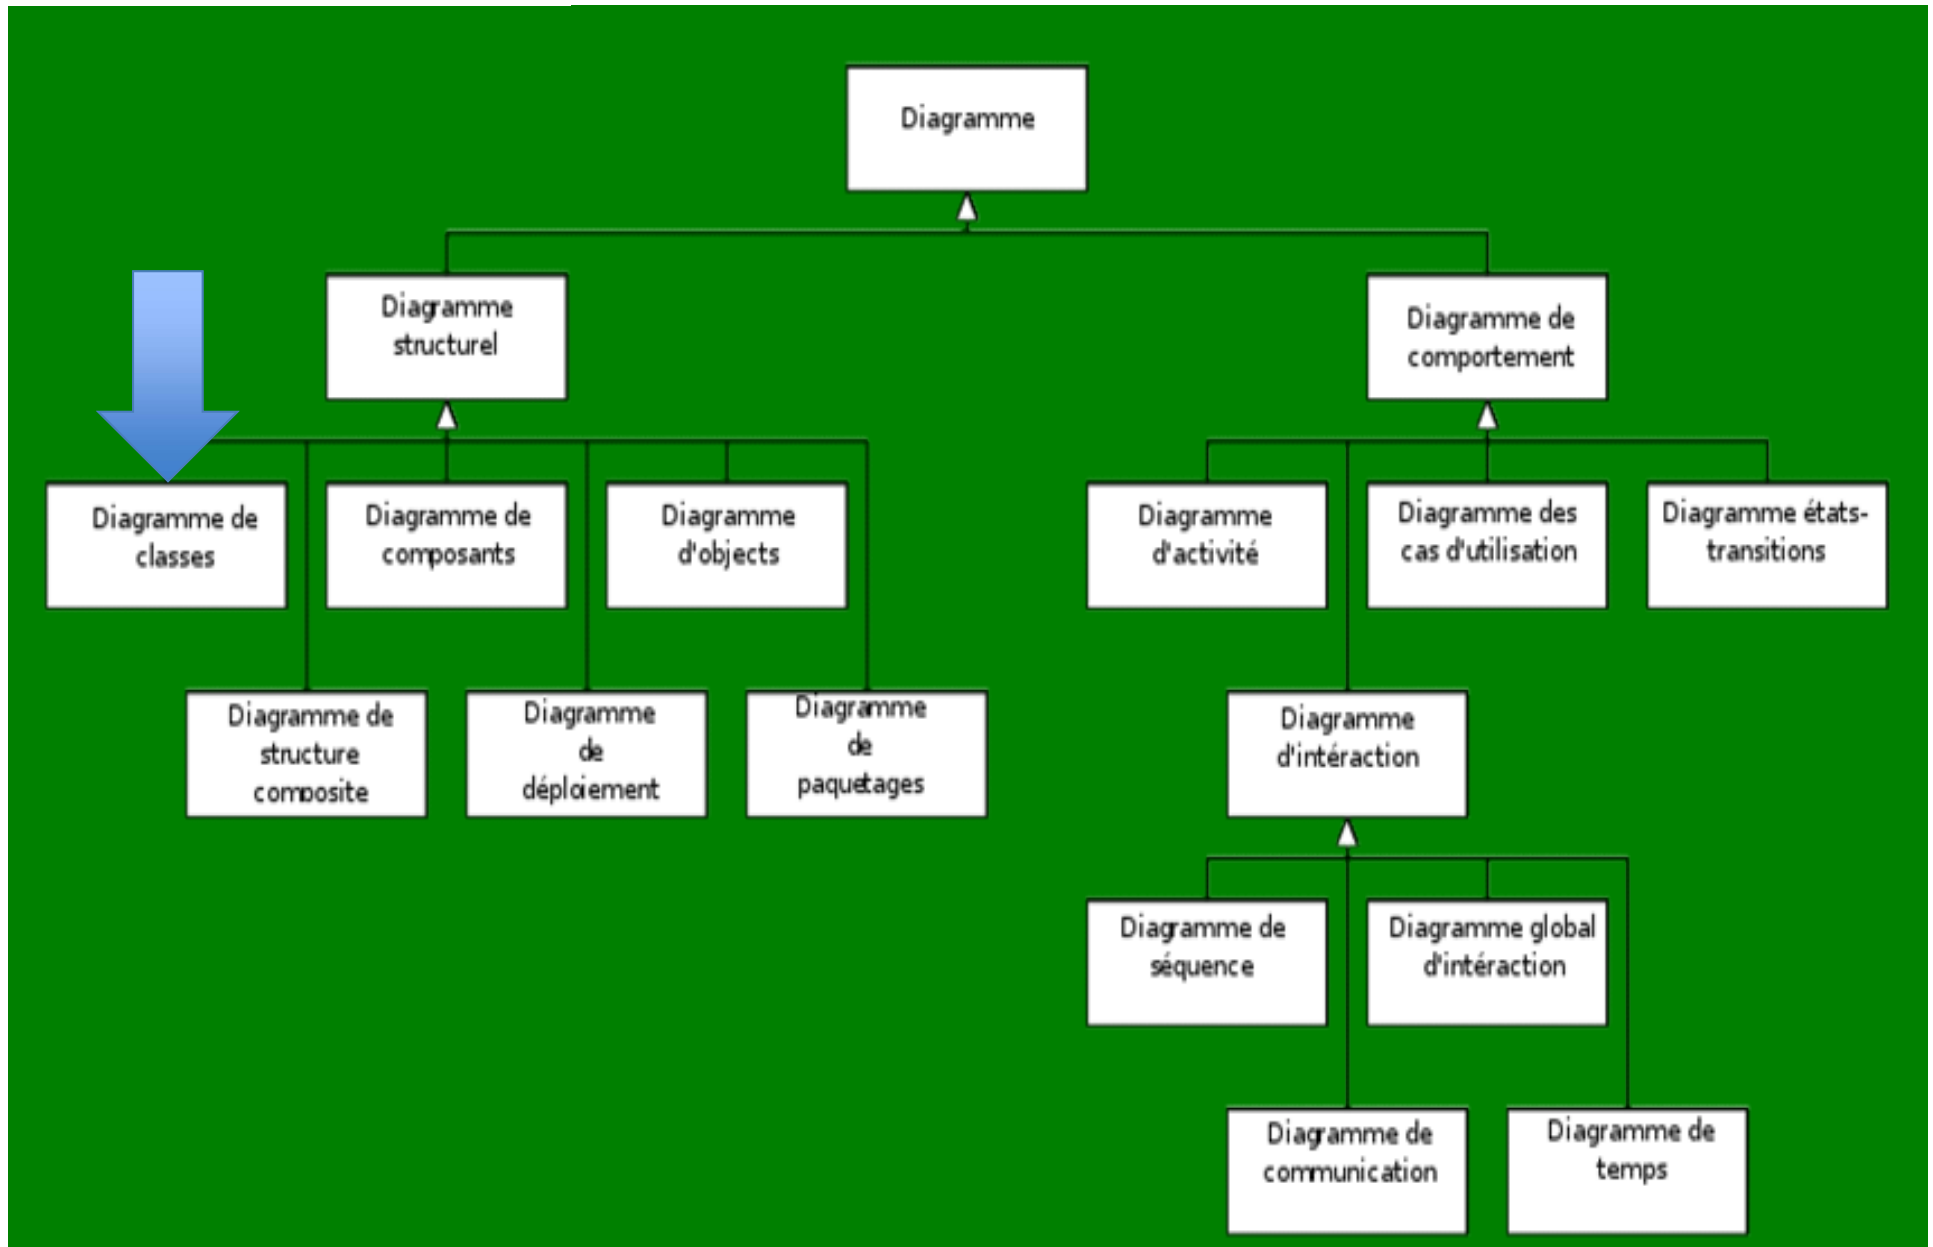 Diagramme
Diagramme
structurel
Diagramme de
comportement
Diagramme de
classes
Diagramme de
composants
Diagramme
d'objects
Diagramme
d'activité
Diagramme des
cas d'utilisation
Diagramme états-
transitions
Diagramme de
structure
composite
Diagramme
de
déploiement
Diagramme
de
paquetages
Diagramme
d'intéraction
Diagramme de
séquence
Diagramme global
d'intéraction
Diagramme de
communication
Diagramme de
temps